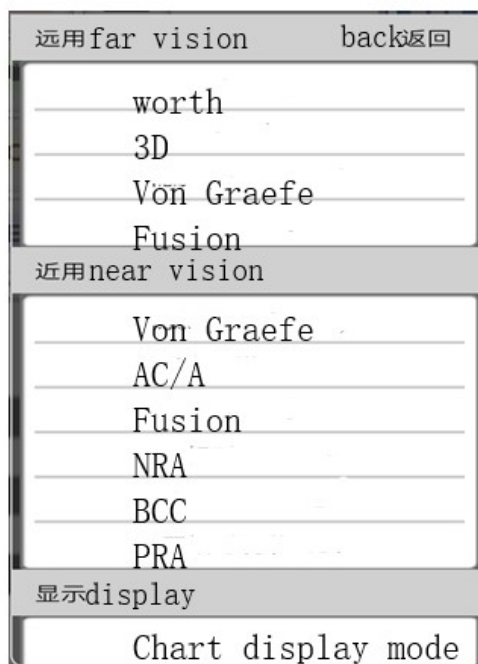 远用far vision back返回
worth
3D
Von Graefe
Fusion
近用near vision
Von Graefe
AC/A
Fusion
NRA
BCC
PRA
显示display
Chart display mode